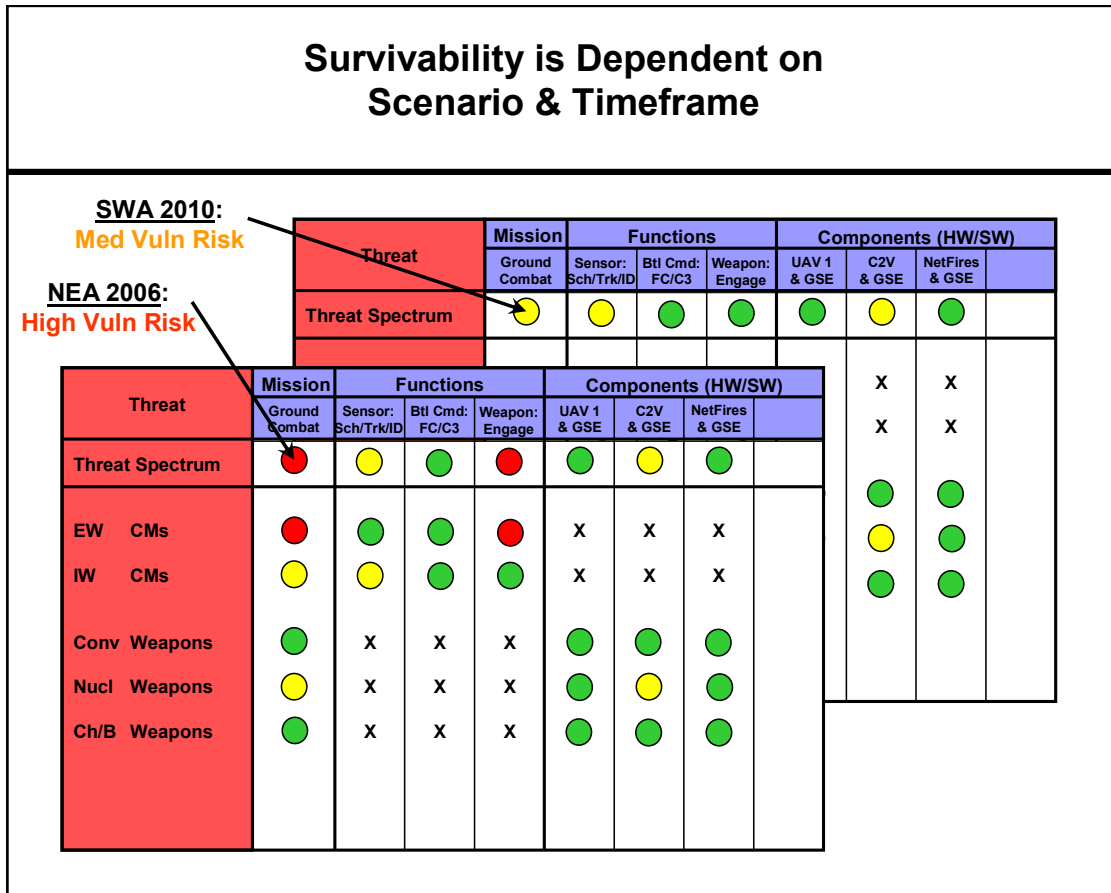 Survivability is Dependent on
Scenario & Timeframe
SWA 2010:
Med Vuln Risk
NEA 2006:
High Vuln Risk
Threat
Mission
Functions
Components (HW/SW)
Ground
Combat
Sensor:
Sch/Trk/ID
Btl Cmd:
FC/C3
Weapon:
Engage
UAV 1
& GSE
C2V
& GSE
NetFires
& GSE
Threat Spectrum
X X
X X
Threat
Mission
Functions
Components (HW/SW)
Ground
Combat
Sensor:
Sch/Trk/ID
Btl Cmd:
FC/C3
Weapon:
Engage
UAV 1
& GSE
C2V
& GSE
NetFires
& GSE
Threat Spectrum
EW CMs X X X
IW CMs X X X
Conv Weapons X X X
Nucl Weapons X X X
Ch/B Weapons X X X